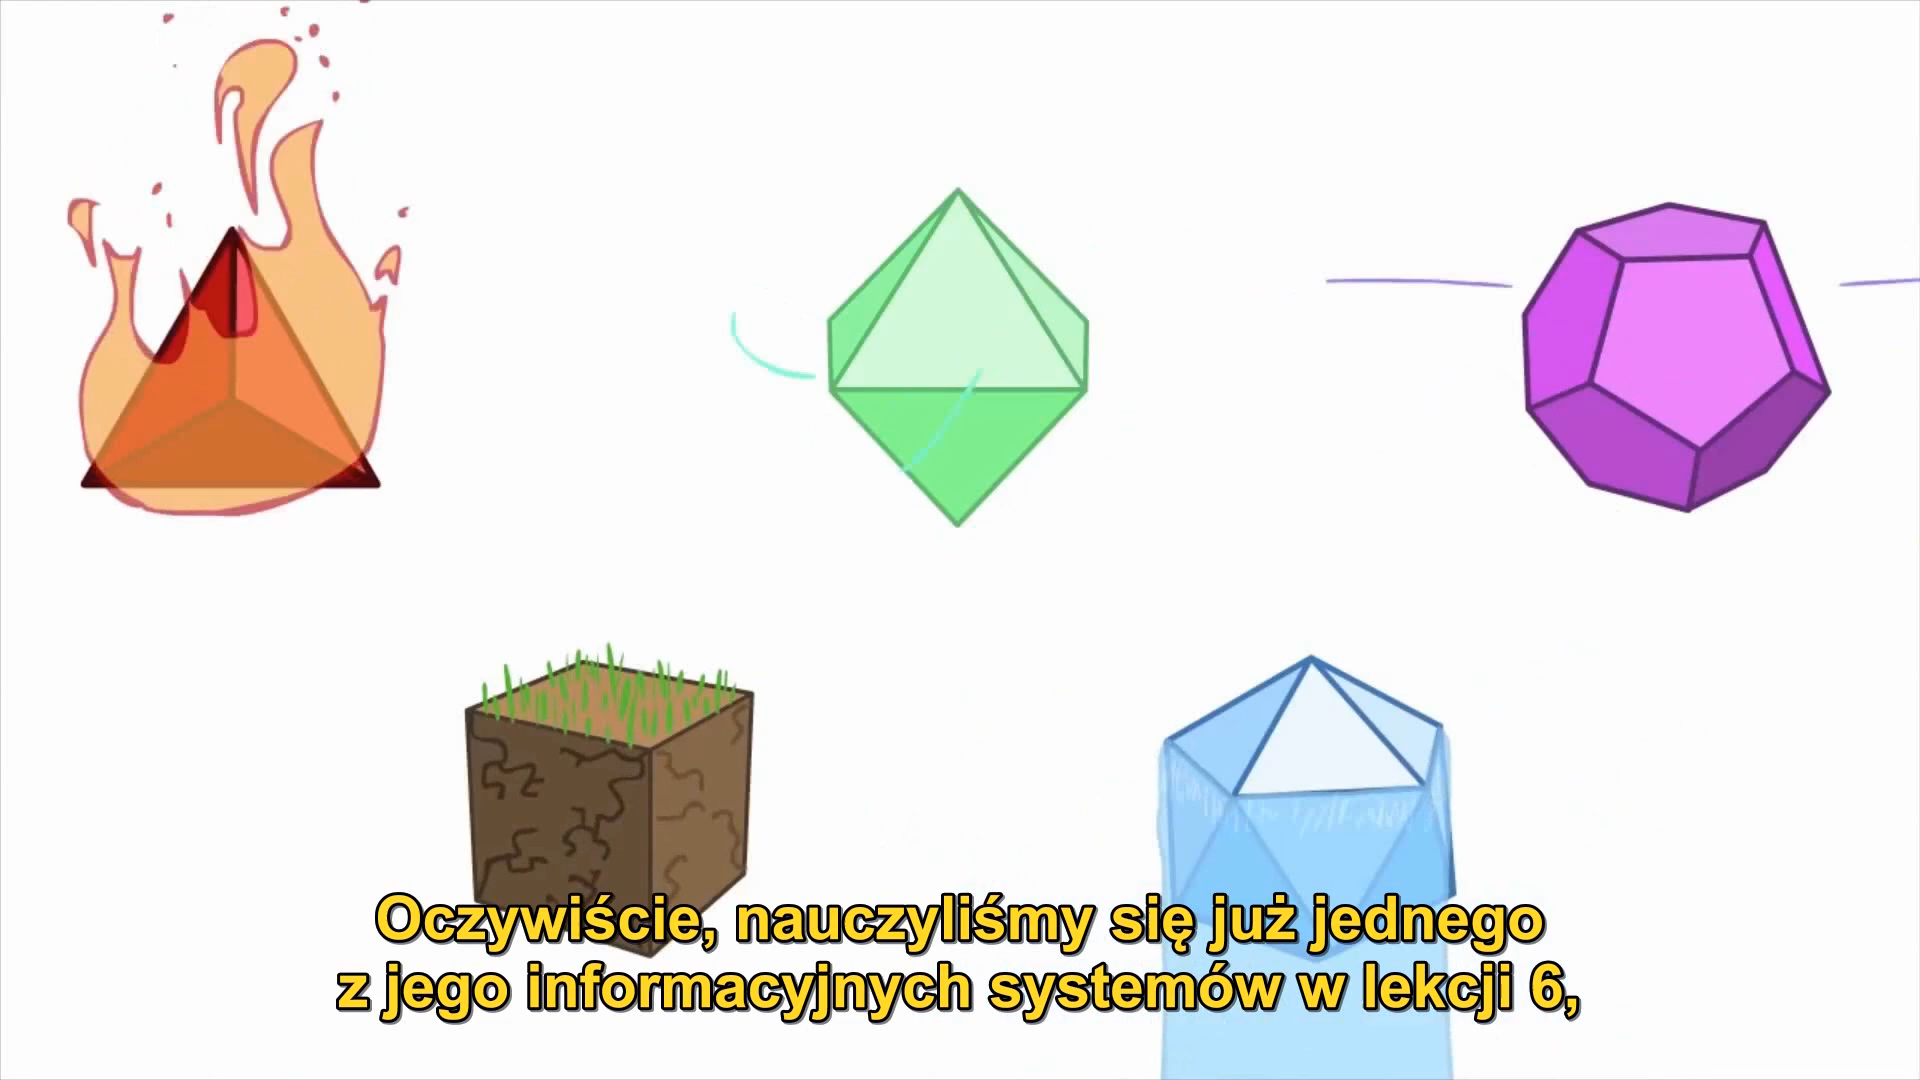 Oczywiście, nauczyliśmy się już jednego
z jego informacyjnych systemów w lekcji 6,